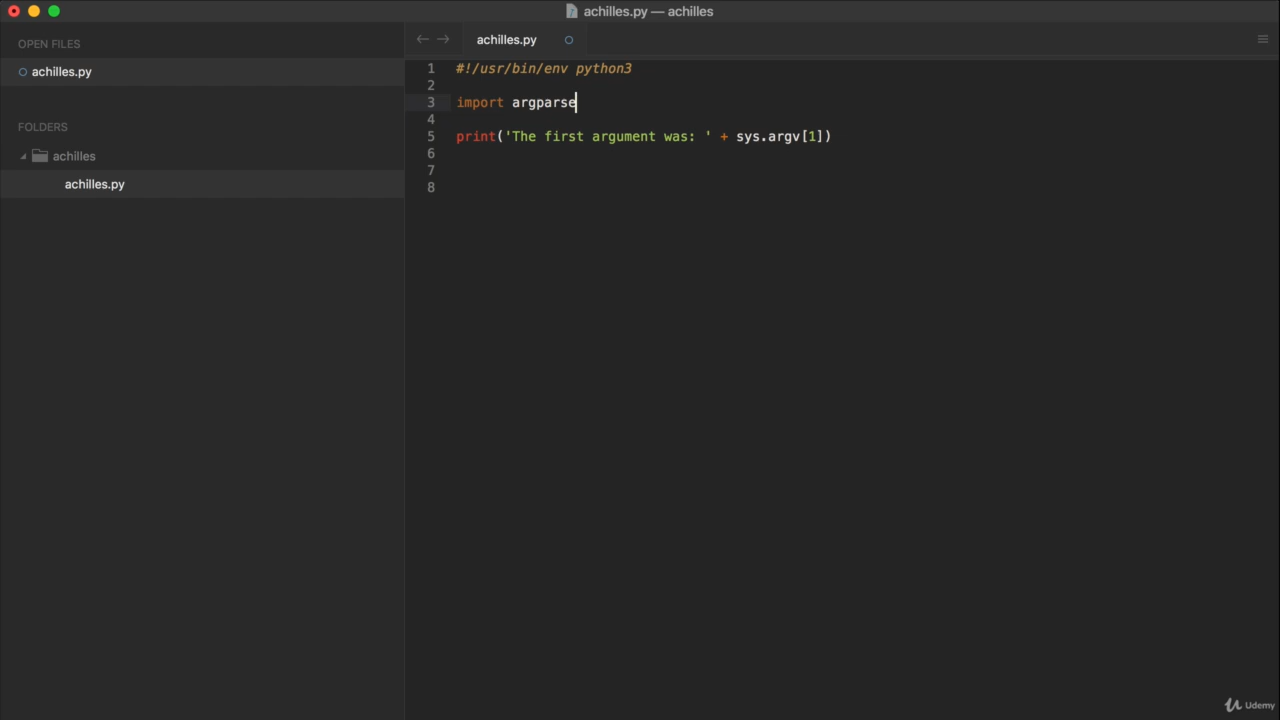 achilles.py — achilles
OPEN FILES
achilles.py
FOLDERS
achilles
achilles.py
achilles.py
1 #!/usr/bin/env python3
2
3 import argparse
4
5 print('The first argument was: ' + sys.argv[1])
6
7
8
Udemy